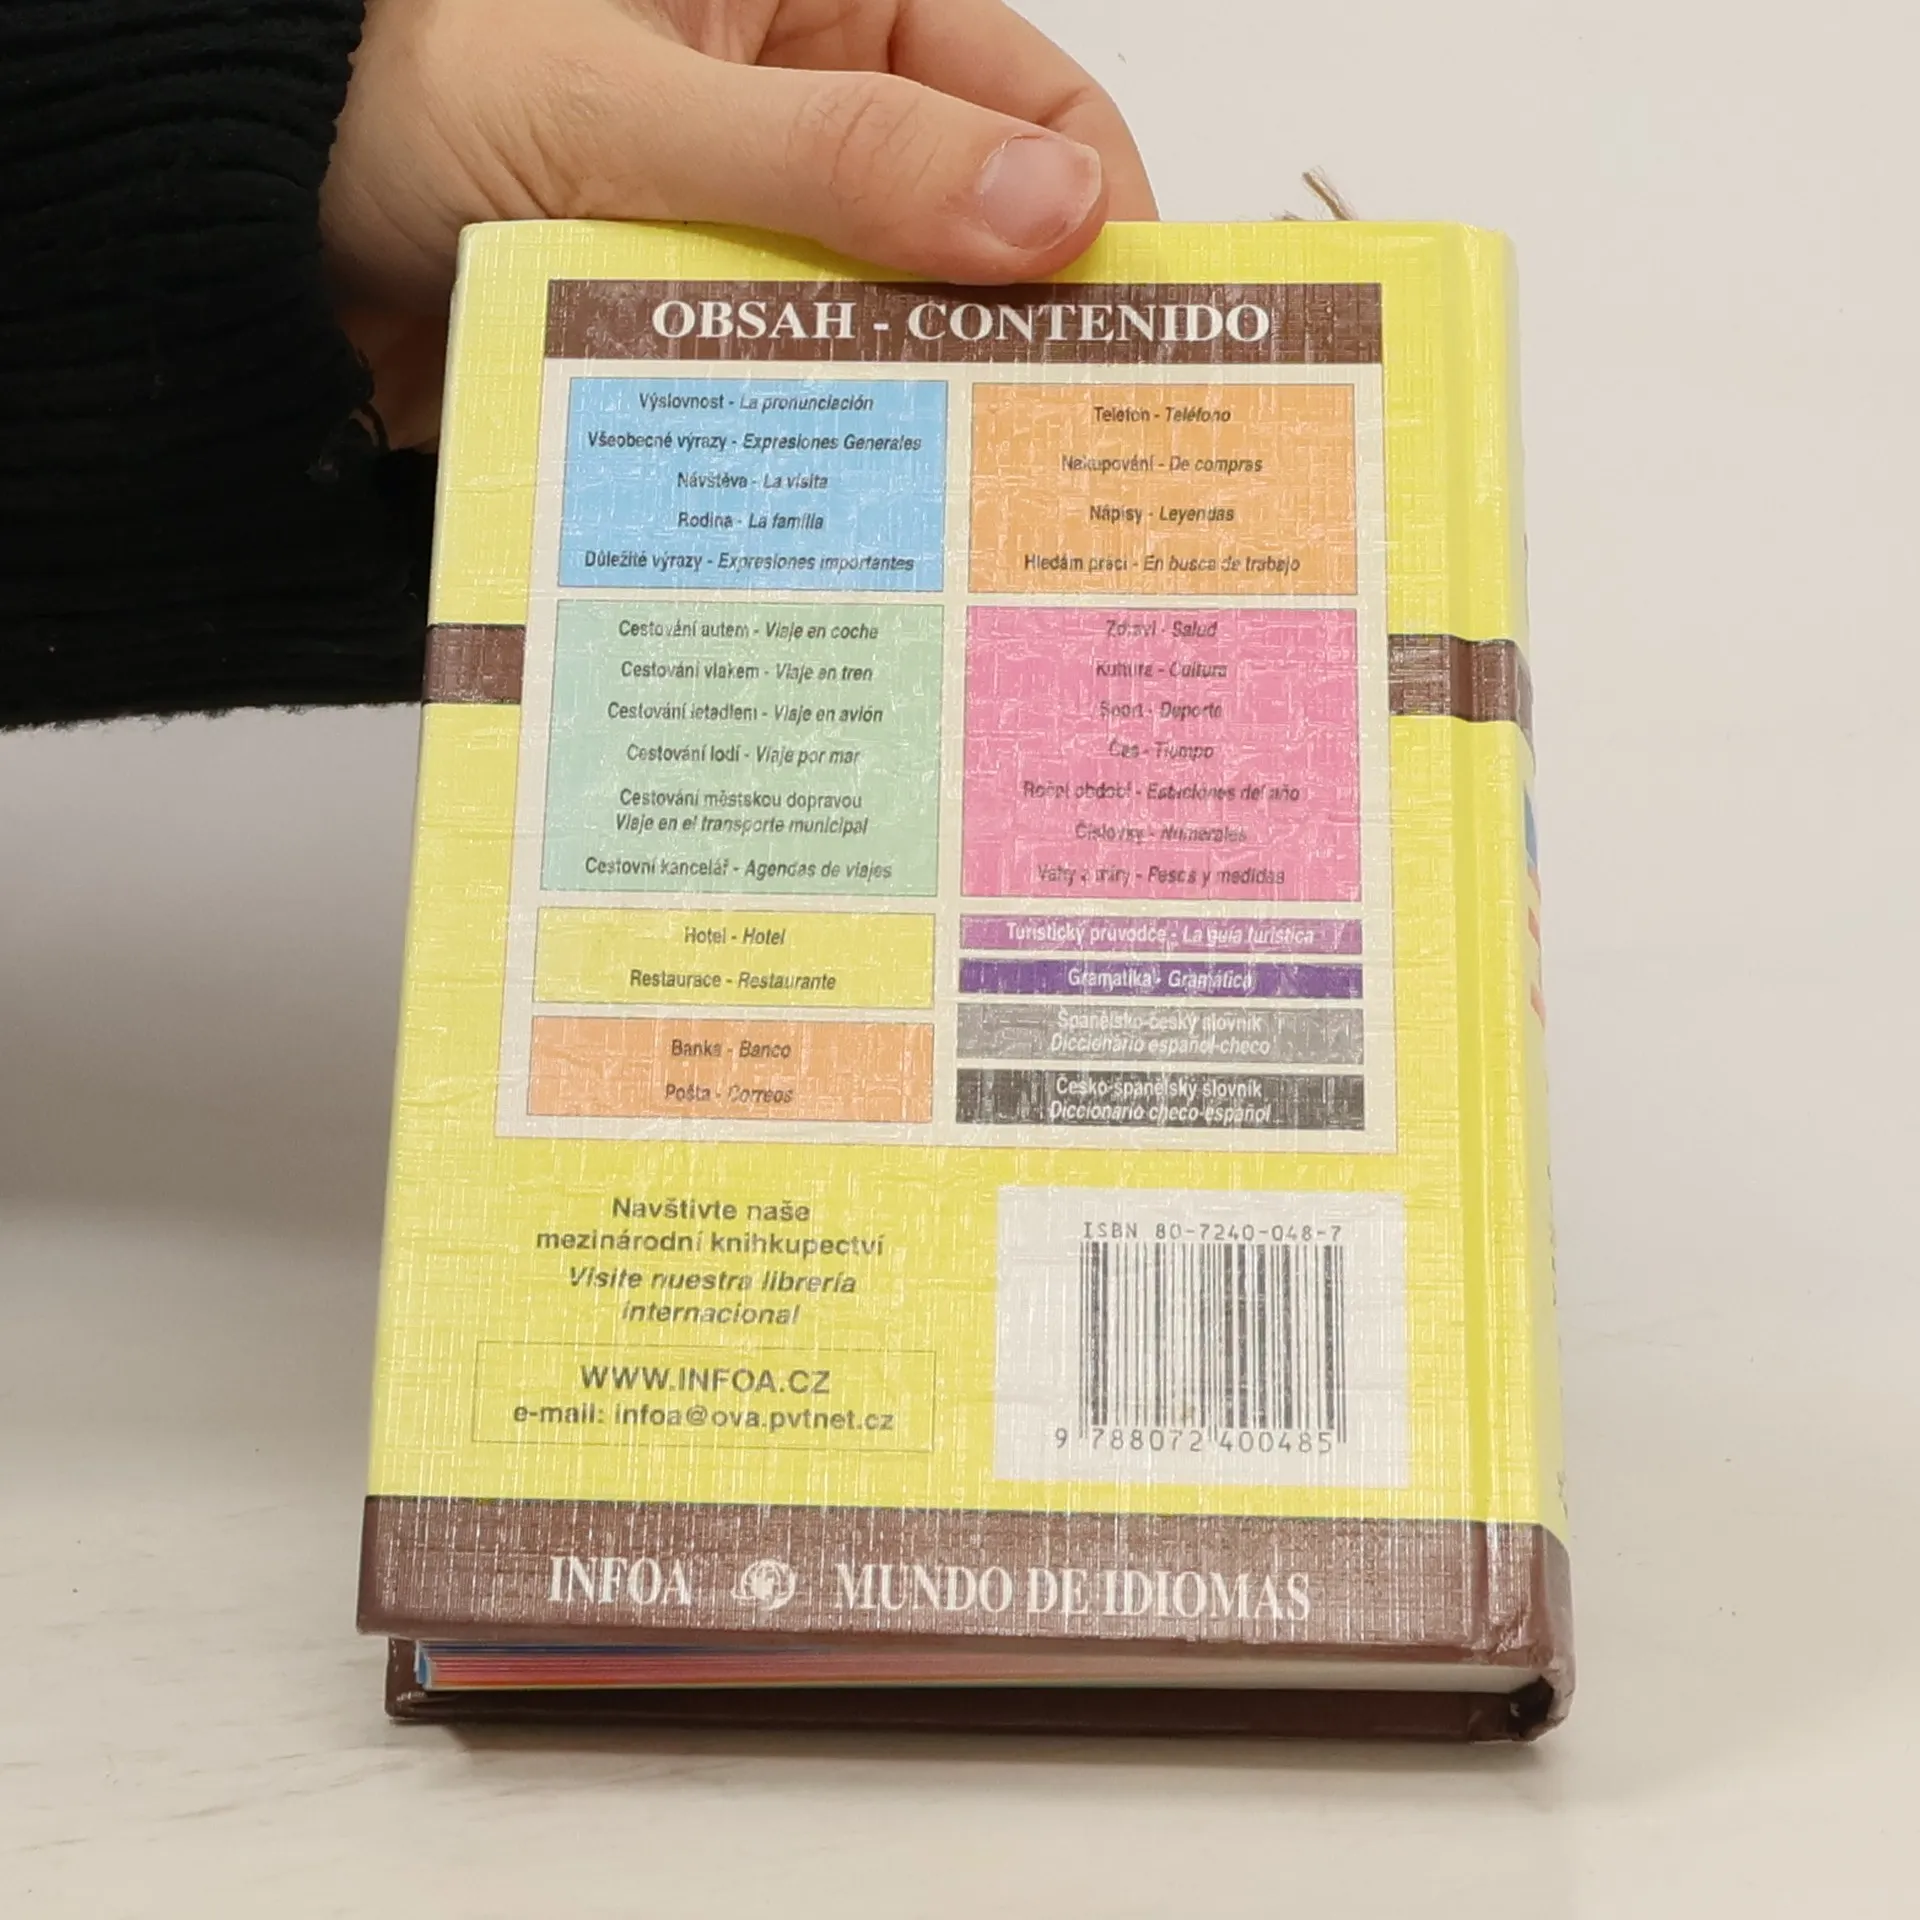 OBSAH - CONTENIDO
Výslovnost - La pronunciación
Všeobecné výrazy - Expresiones Generales
Návštěva - La visita
Rodina - La familia
Důležité výrazy - Expresiones importantes
Cestování autem - Viaje en coche
Cestování vlakem - Viaje en tren
Cestování letadlem - Viaje en avión
Cestování lodí - Viaje por mar
Cestování městskou dopravou
Viaje en el transporte municipal
Cestovní kancelář - Agendas de viajes
Hotel - Hotel
Restaurace - Restaurante
Banka - Banco
Pošta - Correos
Telefon - Teléfono
Nakupování - De compras
Nápisy - Leyendas
Hledám práci - En busca de trabajo
Zdraví - Salud
Kultura - Cultura
Sport - Deporte
Čas - Tiempo
Roční období - Estaciones del año
Číslovky - Numerales
Váhy a míry - Pesos y medidas
Turistický průvodce - La guía turística
Gramatika - Gramática
Španělsko-český slovník
Diccionario español-checo
Česko-španělský slovník
Diccionario checo-español
Navštivte naše
mezinárodní knihkupectví
Visite nuestra librería
internacional
WWW.INFOA.CZ
e-mail: infoa@ova.pvtnet.cz
ISBN 80-7240-048-7
9 788072 400485
INFOA MUNDO DE IDIOMAS